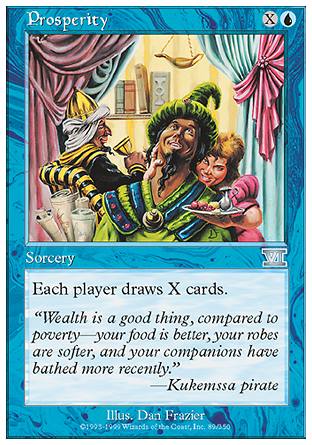 Prosperity X
Sorcery VI
Each player draws X cards.
“Wealth is a good thing, compared to
poverty—your food is better, your robes
are softer, and your companions have
bathed more recently.”
—Kukemssa pirate
Illus. Dan Frazier
©1993-1999 Wizards of the Coast, Inc. 89/350